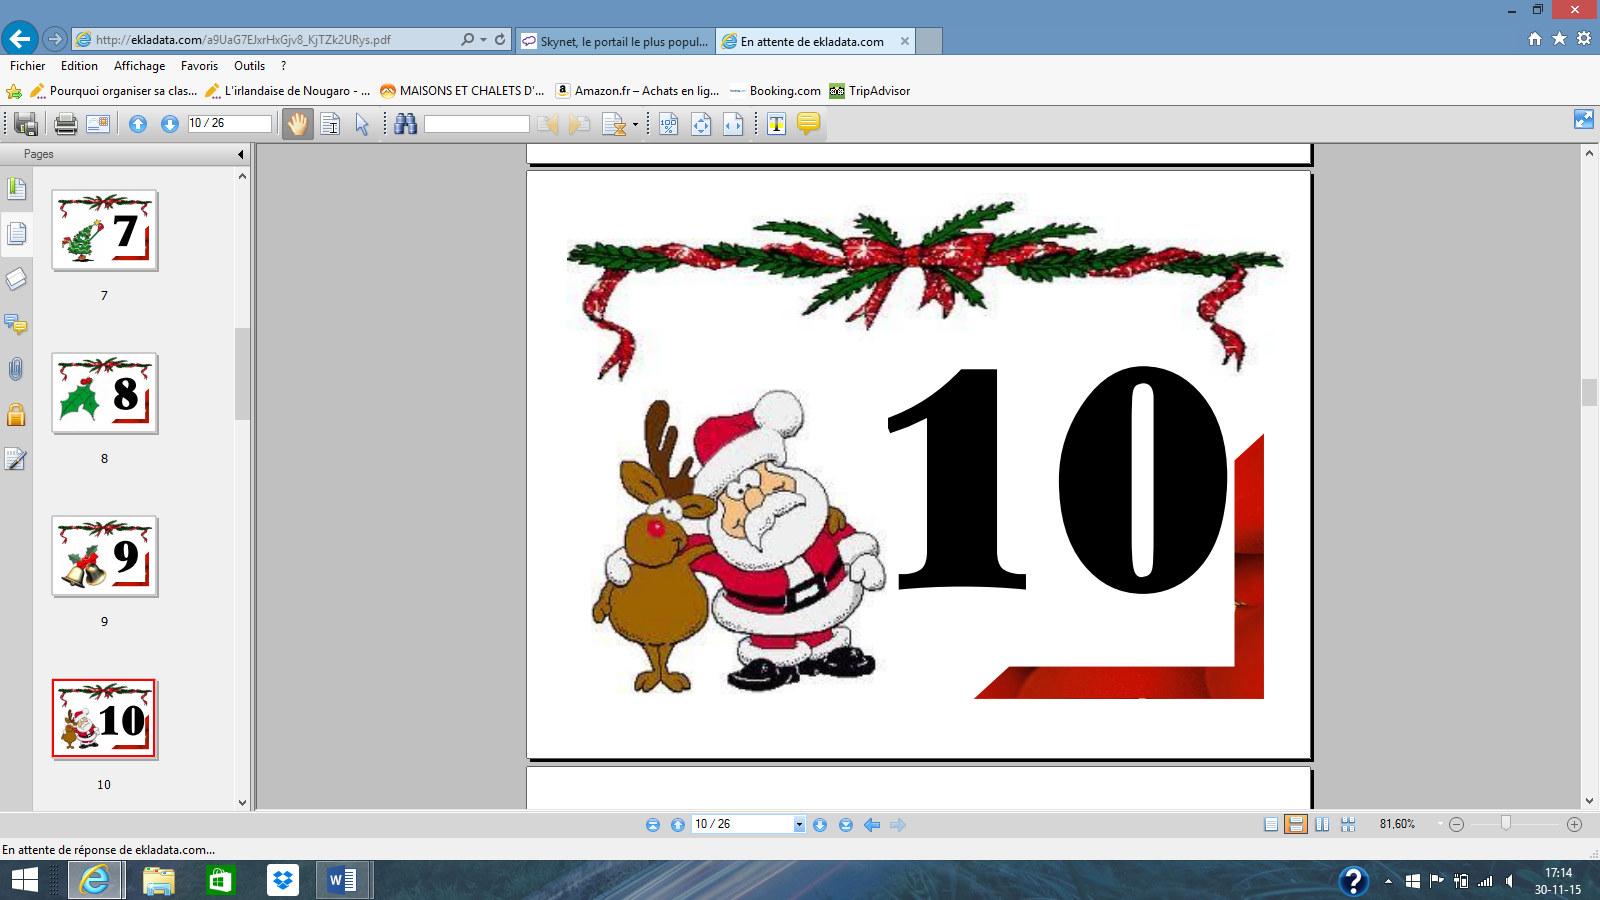 http://ekladata.com/a9UaG7EJxrHxGjv8_KjTZk2URys.pdf
Skynet, le portail le plus popul...
En attente de ekladata.com
Fichier Edition Affichage Favoris Outils ?
Pourquoi organiser sa clas... L'irlandaise de Nougaro - ... MAISONS ET CHALETS D'... Amazon.fr – Achats en lig... Booking.com TripAdvisor
10 / 26
Pages
7
7
8
8
9
9
10
10
10
10 / 26
81,60%
En attente de réponse de ekladata.com...
17:14
30-11-15